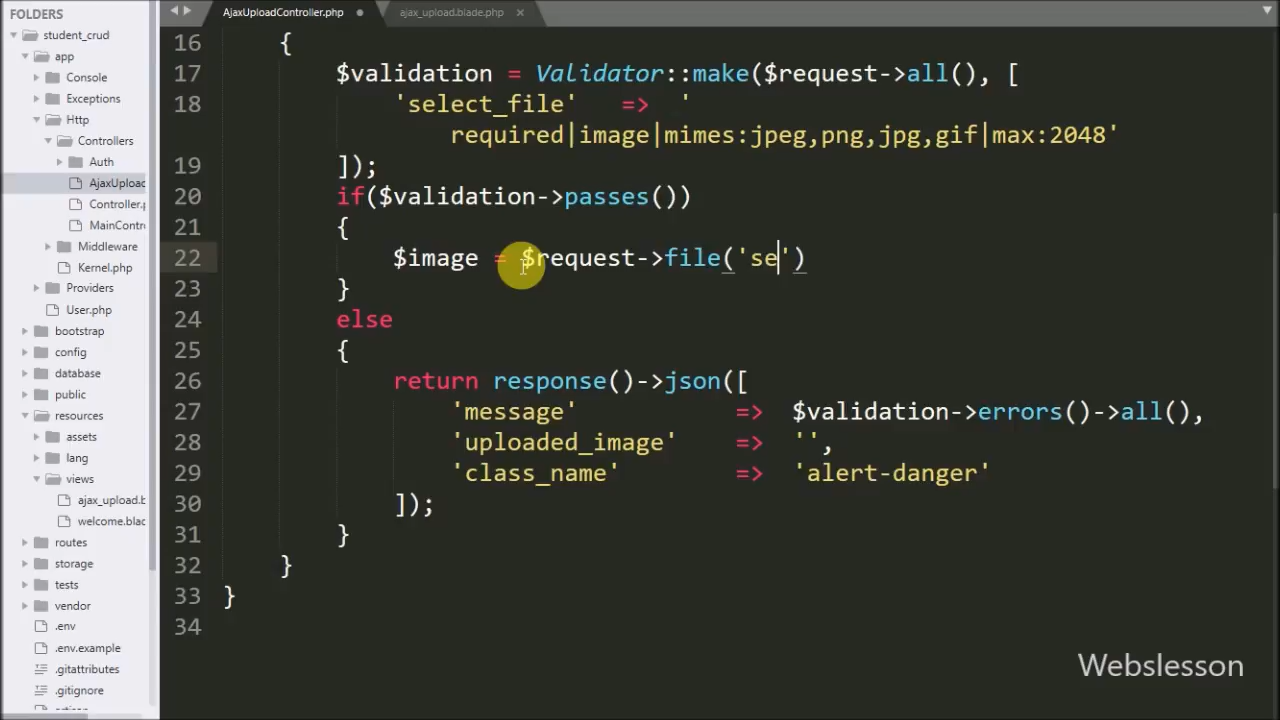 FOLDERS
student_crud
app
Console
Exceptions
Http
Controllers
Auth
AjaxUpload
Controller.p
MainContr
Middleware
Kernel.php
Providers
User.php
bootstrap
config
database
public
resources
assets
lang
views
ajax_upload.b
welcome.blad
routes
storage
tests
vendor
.env
.env.example
.gitattributes
.gitignore
AjaxUploadController.php
ajax_upload.blade.php
16 {
17 $validation = Validator::make($request->all(), [
18 'select_file' => '
required|image|mimes:jpeg,png,jpg,gif|max:2048'
19 ]);
20 if($validation->passes())
21 {
22 $image = $request->file('se')
23 }
24 else
25 {
26 return response()->json([
27 'message' => $validation->errors()->all(),
28 'uploaded_image' => '',
29 'class_name' => 'alert-danger'
30 ]);
31 }
32 }
33 }
34
Webslesson